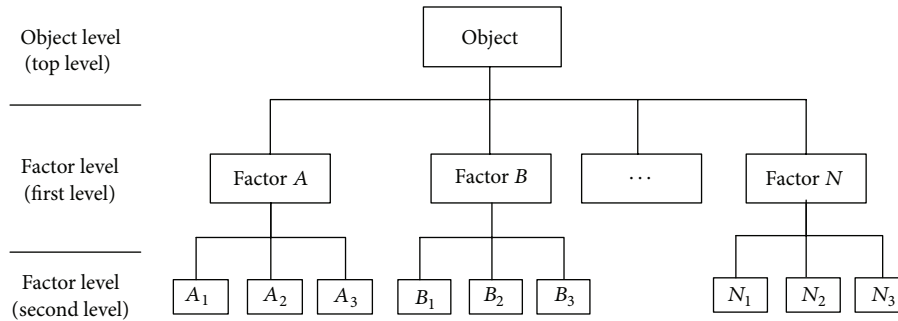 Object level
(top level)
Object
Factor level
(first level)
Factor A
Factor B
...
Factor N
Factor level
(second level)
A₁
A₂
A₃
B₁
B₂
B₃
N₁
N₂
N₃